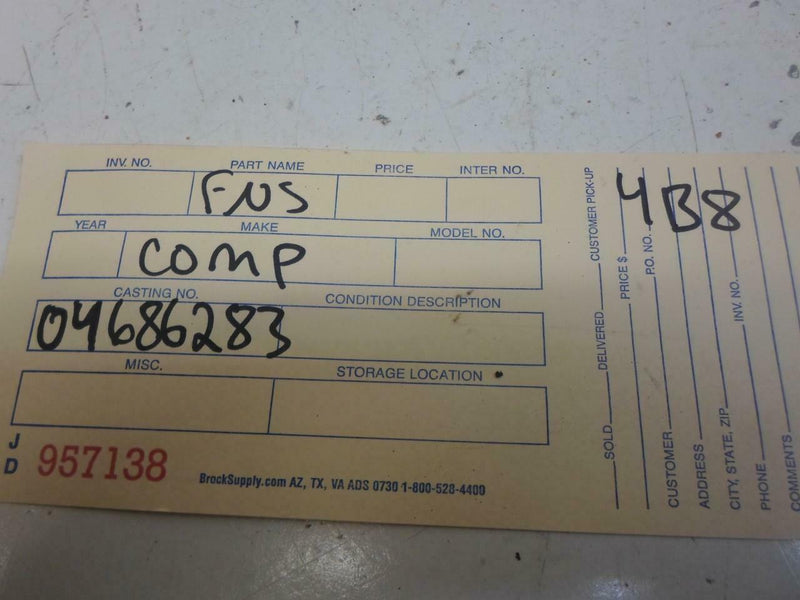 INV. NO. PART NAME PRICE INTER NO.
FNS
YEAR MAKE MODEL NO.
COMP
CASTING NO. CONDITION DESCRIPTION
04686283
MISC. STORAGE LOCATION
J D 957138
BrockSupply.com AZ, TX, VA ADS 0730 1-800-528-4400
4B8
SOLD DELIVERED CUSTOMER PICK-UP
PRICE $
P.O. NO.
CUSTOMER
ADDRESS
CITY, STATE, ZIP INV. NO.
PHONE
COMMENTS